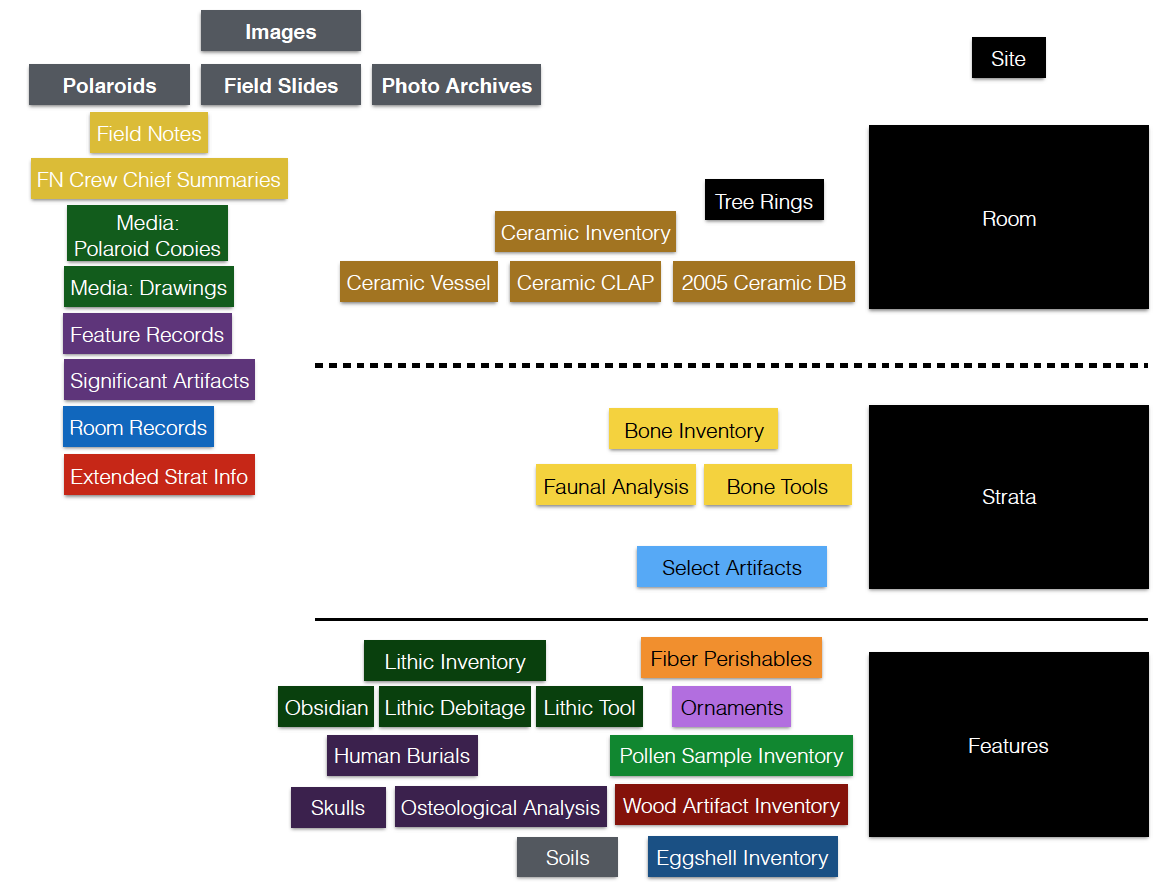 Images
Site
Polaroids
Field Slides
Photo Archives
Field Notes
FN Crew Chief Summaries
Media:
Polaroid Copies
Media: Drawings
Feature Records
Significant Artifacts
Room Records
Extended Strat Info
Tree Rings
Room
Ceramic Inventory
Ceramic Vessel
Ceramic CLAP
2005 Ceramic DB
Bone Inventory
Faunal Analysis
Bone Tools
Strata
Select Artifacts
Lithic Inventory
Fiber Perishables
Obsidian
Lithic Debitage
Lithic Tool
Ornaments
Human Burials
Pollen Sample Inventory
Features
Skulls
Osteological Analysis
Wood Artifact Inventory
Soils
Eggshell Inventory